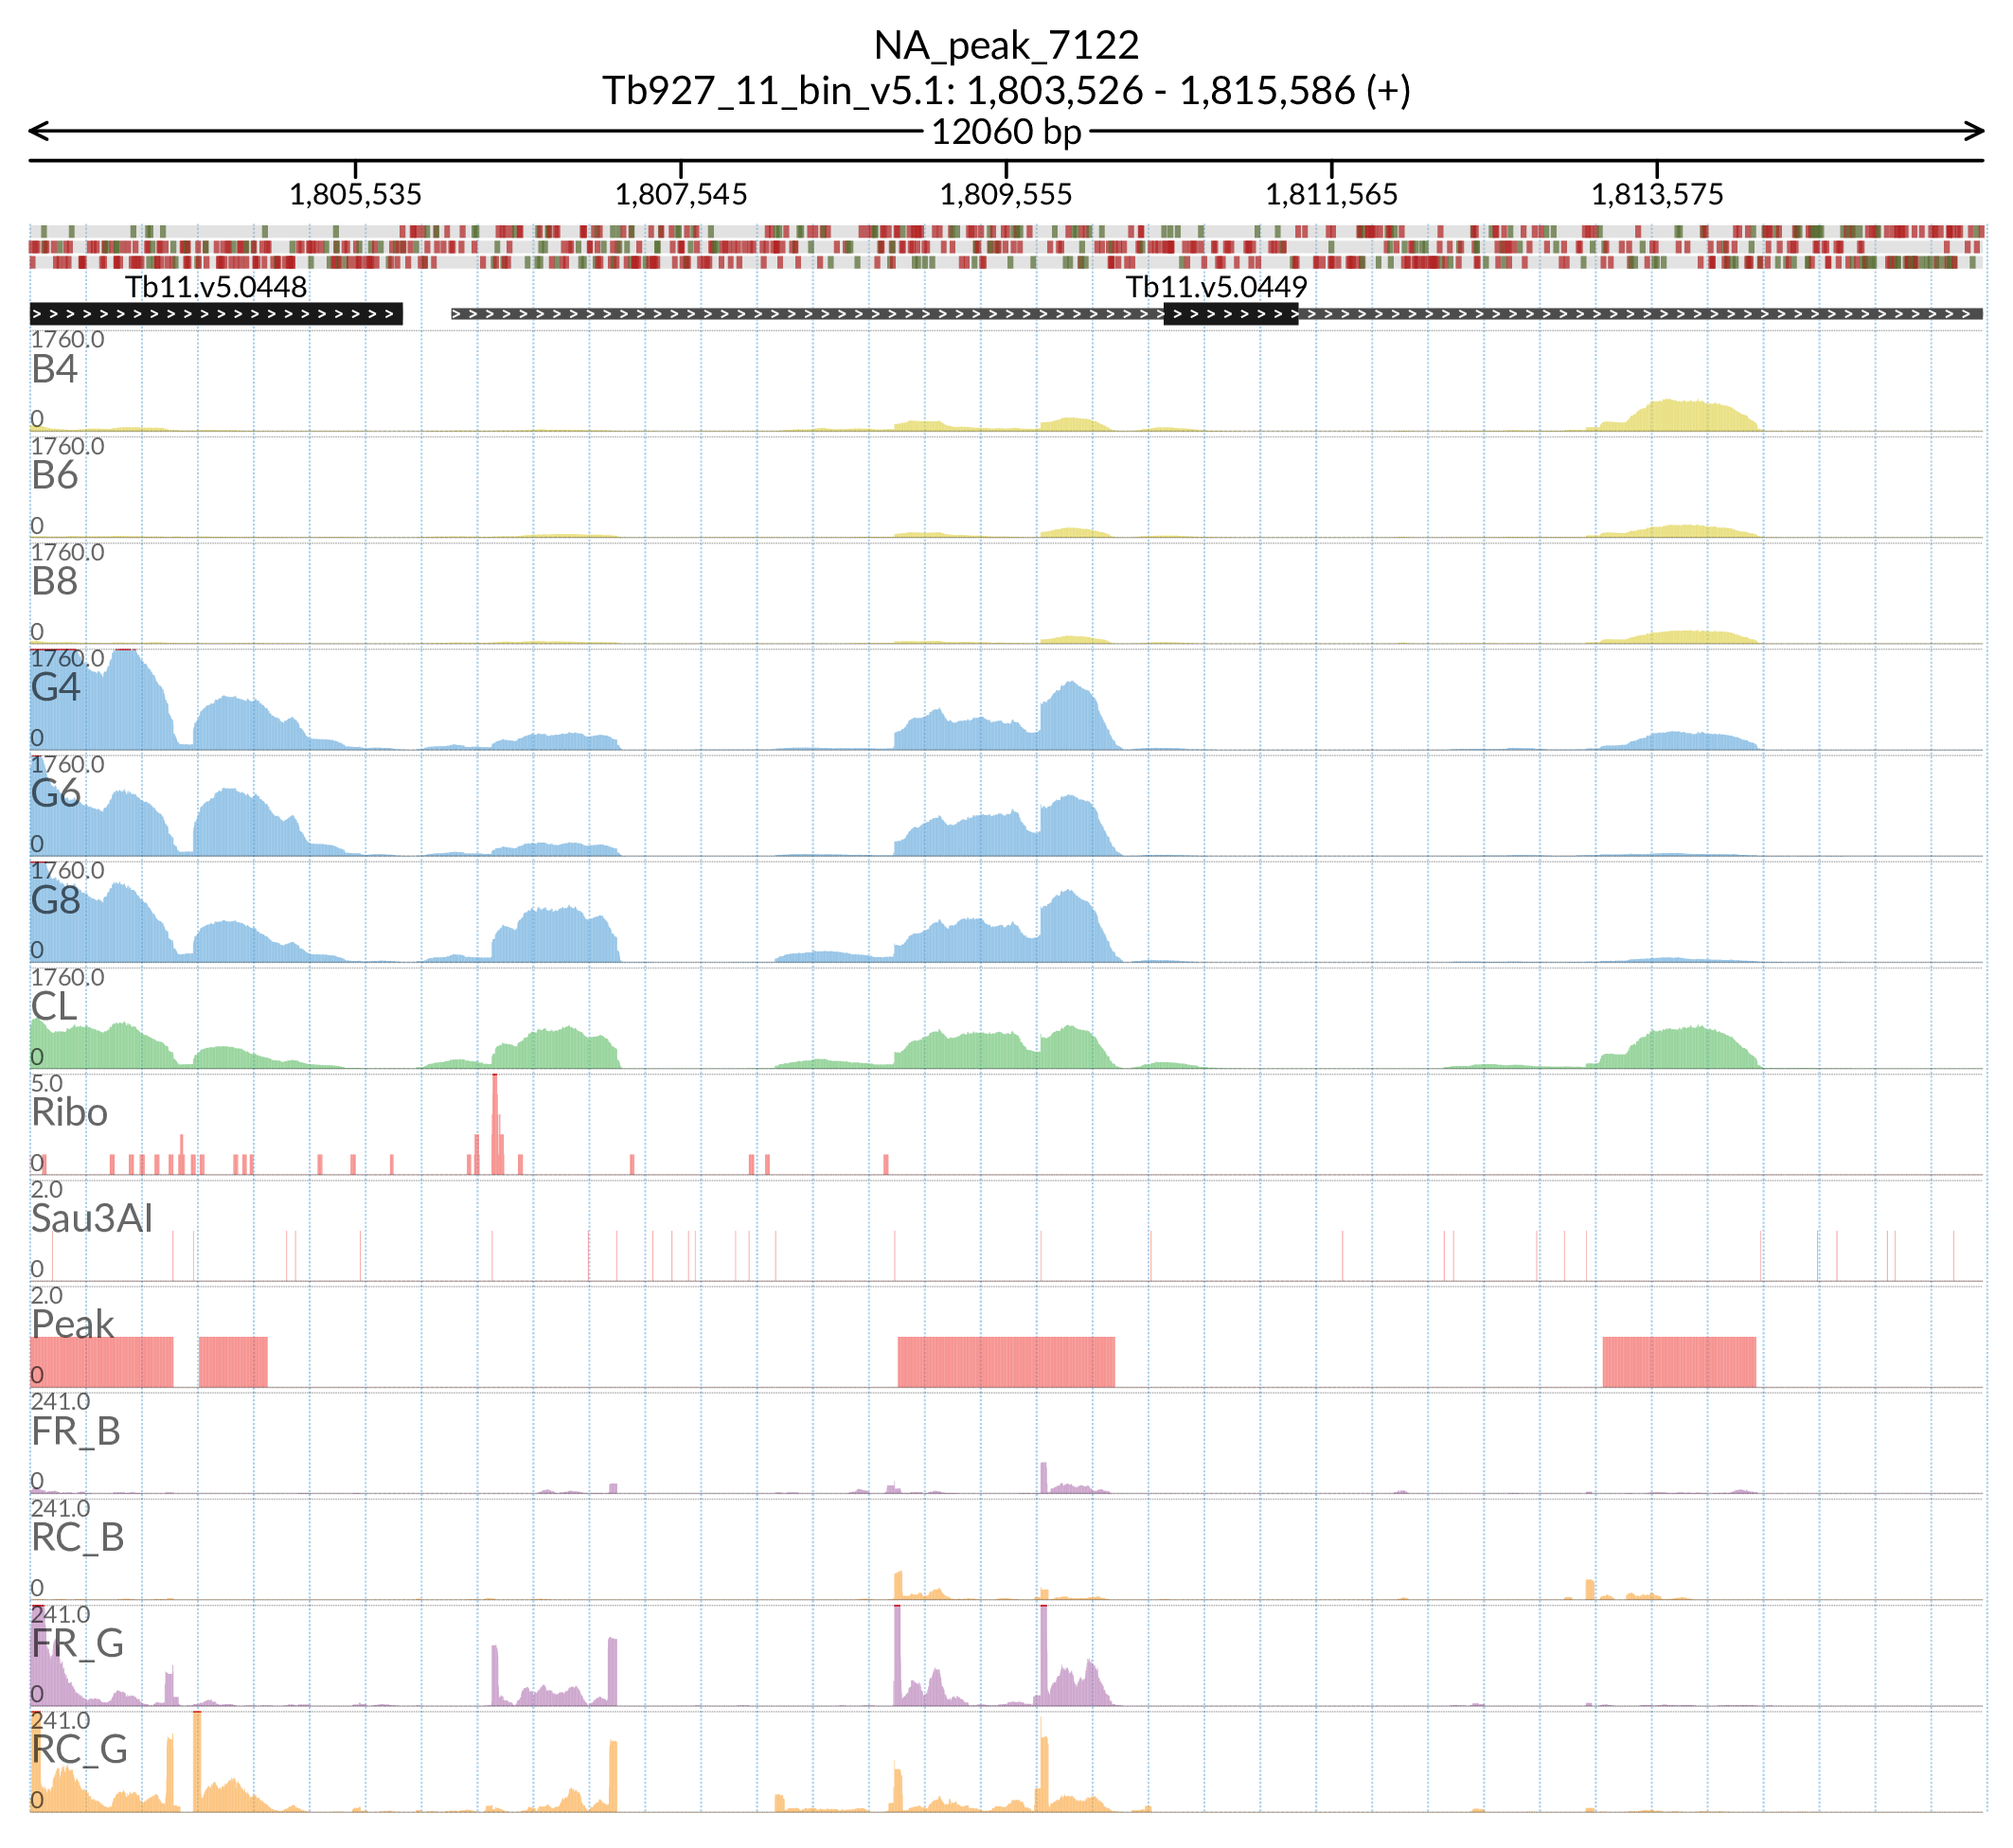 NA_peak_7122
Tb927_11_bin_v5.1: 1,803,526 - 1,815,586 (+)
12060 bp
1,805,535 1,807,545 1,809,555 1,811,565 1,813,575
Tb11.v5.0448 Tb11.v5.0449
1760.0
B4
0
1760.0
B6
0
1760.0
B8
0
1760.0
G4
0
1760.0
G6
0
1760.0
G8
0
1760.0
CL
0
5.0
Ribo
0
2.0
Sau3AI
0
2.0
Peak
0
241.0
FR_B
0
241.0
RC_B
0
241.0
FR_G
0
241.0
RC_G
0